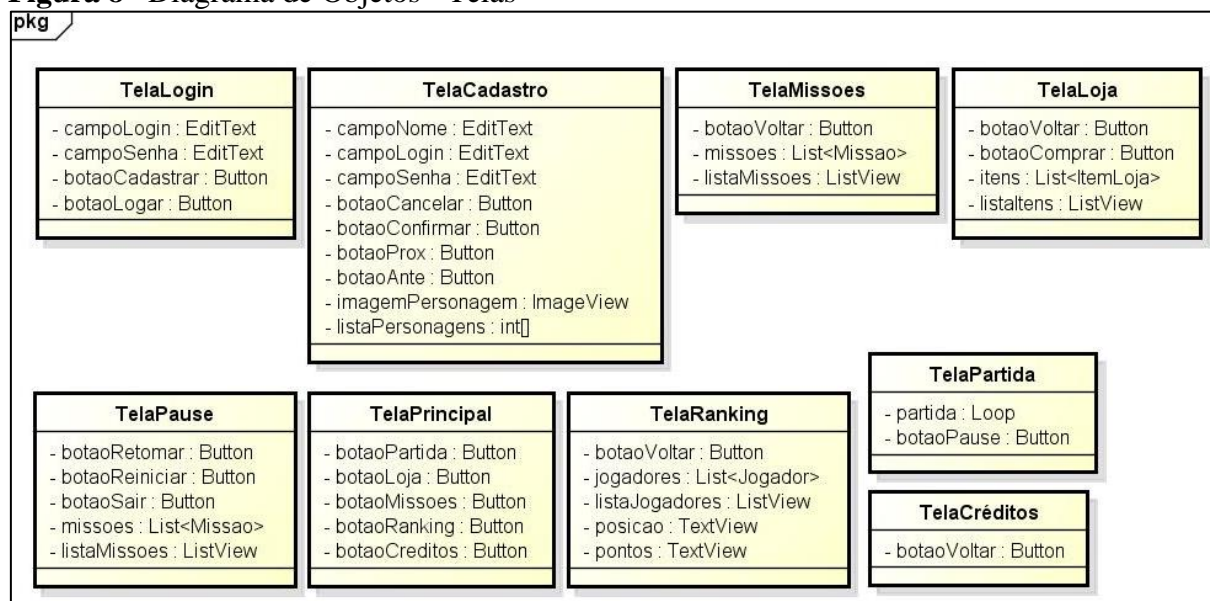 Figura 8 - Diagrama de Objetos - Telas
pkg
TelaLogin
- campoLogin : EditText
- campoSenha : EditText
- botaoCadastrar : Button
- botaoLogar : Button
TelaCadastro
- campoNome : EditText
- campoLogin : EditText
- campoSenha : EditText
- botaoCancelar : Button
- botaoConfirmar : Button
- botaoProx : Button
- botaoAnte : Button
- imagemPersonagem : ImageView
- listaPersonagens : int[]
TelaMissoes
- botaoVoltar : Button
- missoes : List<Missao>
- listaMissoes : ListView
TelaLoja
- botaoVoltar : Button
- botaoComprar : Button
- itens : List<ItemLoja>
- listaItens : ListView
TelaPause
- botaoRetomar : Button
- botaoReiniciar : Button
- botaoSair : Button
- missoes : List<Missao>
- listaMissoes : ListView
TelaPrincipal
- botaoPartida : Button
- botaoLoja : Button
- botaoMissoes : Button
- botaoRanking : Button
- botaoCreditos : Button
TelaRanking
- botaoVoltar : Button
- jogadores : List<Jogador>
- listaJogadores : ListView
- posicao : TextView
- pontos : TextView
TelaPartida
- partida : Loop
- botaoPause : Button
TelaCréditos
- botaoVoltar : Button